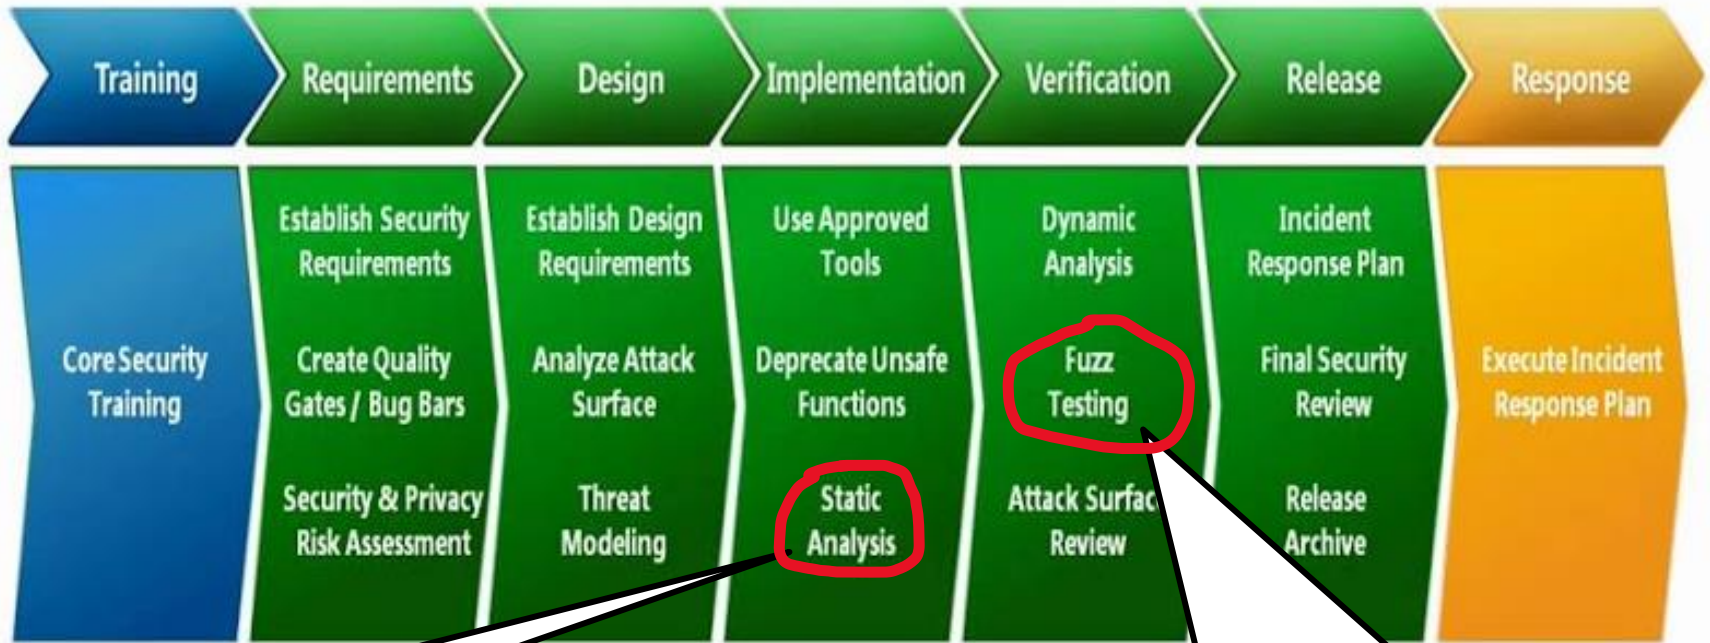 Training
Requirements
Design
Implementation
Verification
Release
Response
Core Security
Training
Establish Security
Requirements
Create Quality
Gates / Bug Bars
Security & Privacy
Risk Assessment
Establish Design
Requirements
Analyze Attack
Surface
Threat
Modeling
Use Approved
Tools
Deprecate Unsafe
Functions
Static
Analysis
Dynamic
Analysis
Fuzz
Testing
Attack Surfac
Review
Incident
Response Plan
Final Security
Review
Release
Archive
Execute Incident
Response Plan